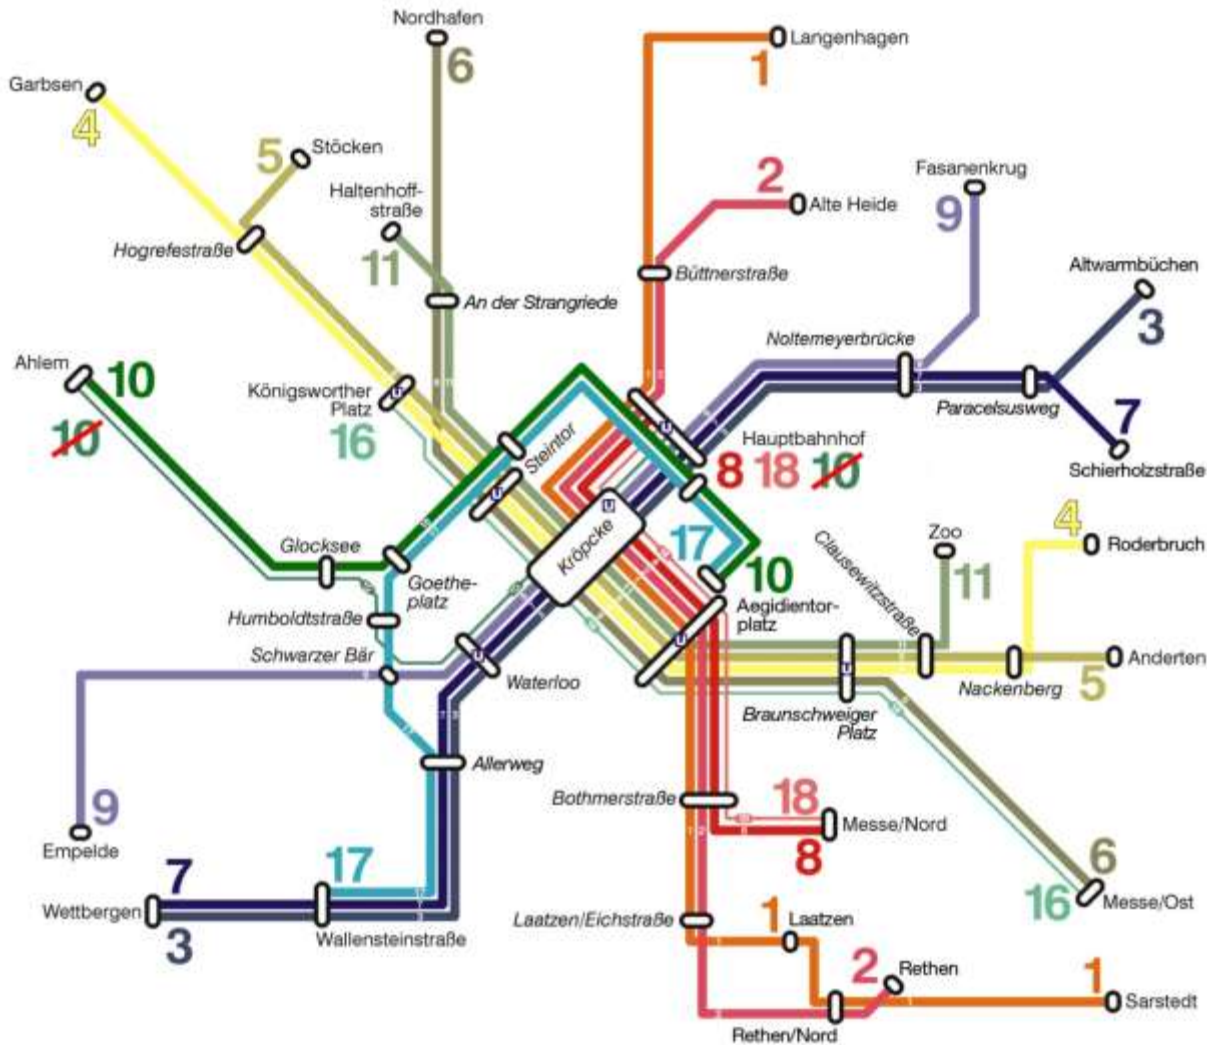 Nordhafen
6
Langenhagen
1
Garbsen
4
5
Stöcken
Haltenhoff-
straße
11
2
Alte Heide
Fasanenkrug
9
Hogrefestraße
An der Strangriede
Büttnerstraße
Altwarmbüchen
3
Noltemeyerbrücke
Ahlem
10
10
Königsworther
Platz
U
16
Steintor
U
U
Hauptbahnhof
8 18 10
Paracelsusweg
7
Schierholzstraße
U
Kröpcke
17
10
Glocksee
Goethe-
platz
Humboldtstraße
Schwarzer Bär
U
Waterloo
Aegidientor-
platz
U
Zoo
11
Clausewitzstraße
4
Roderbruch
U
Braunschweiger
Platz
Nackenberg
5
Anderten
Allerweg
9
Empelde
Bothmerstraße
18
Messe/Nord
8
7
17
Wettbergen
3
Wallensteinstraße
6
16
Messe/Ost
Laatzen/Eichstraße
1
Laatzen
2
Rethen
1
Sarstedt
Rethen/Nord